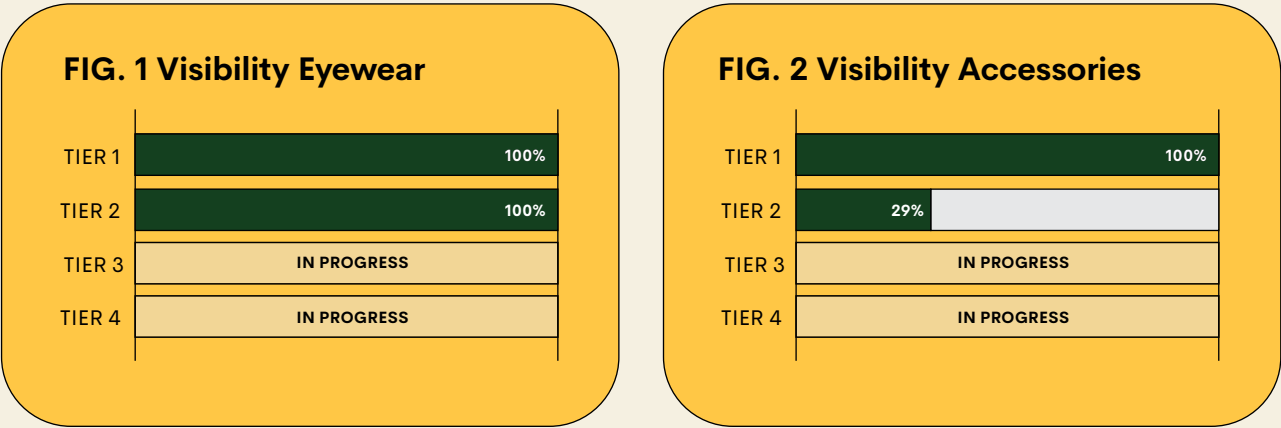 FIG. 1 Visibility Eyewear
TIER 1 100%
TIER 2 100%
TIER 3 IN PROGRESS
TIER 4 IN PROGRESS
FIG. 2 Visibility Accessories
TIER 1 100%
TIER 2 29%
TIER 3 IN PROGRESS
TIER 4 IN PROGRESS